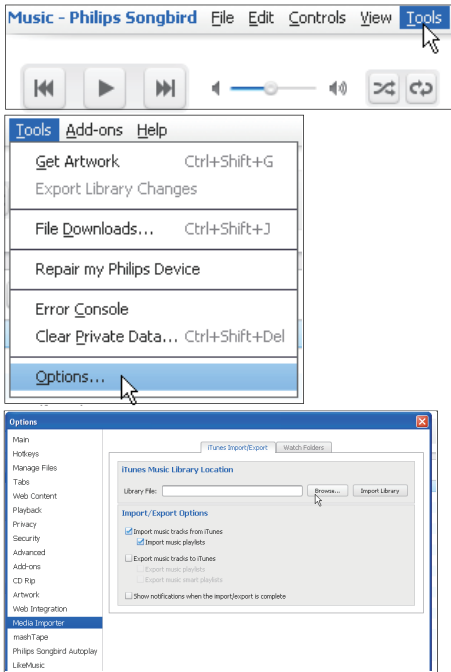 Music - Philips Songbird File Edit Controls View Tools
Tools Add-ons Help
Get Artwork Ctrl+Shift+G
Export Library Changes
File Downloads... Ctrl+Shift+J
Repair my Philips Device
Error Console
Clear Private Data... Ctrl+Shift+Del
Options...
Options
Main
Hotkeys
Manage Files
Tabs
Web Content
Playback
Privacy
Security
Advanced
Add-ons
CD Rip
Artwork
Web Integration
Media Importer
mashTape
Philips Songbird Autoplay
LikeMusic
iTunes Import/Export Watch Folders
iTunes Music Library Location
Library File: Browse... Import Library
Import/Export Options
Import music tracks from iTunes
Import music playlists
Export music tracks to iTunes
Export music playlists
Export music smart playlists
Show notifications when the import/export is complete